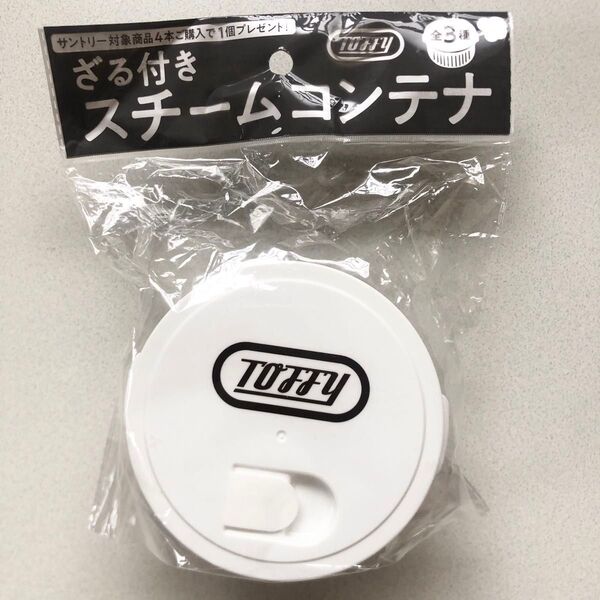 サントリー対象商品4本ご購入で1個プレゼント!
TOFFY
全3種
ざる付き
スチームコンテナ
TOFFY